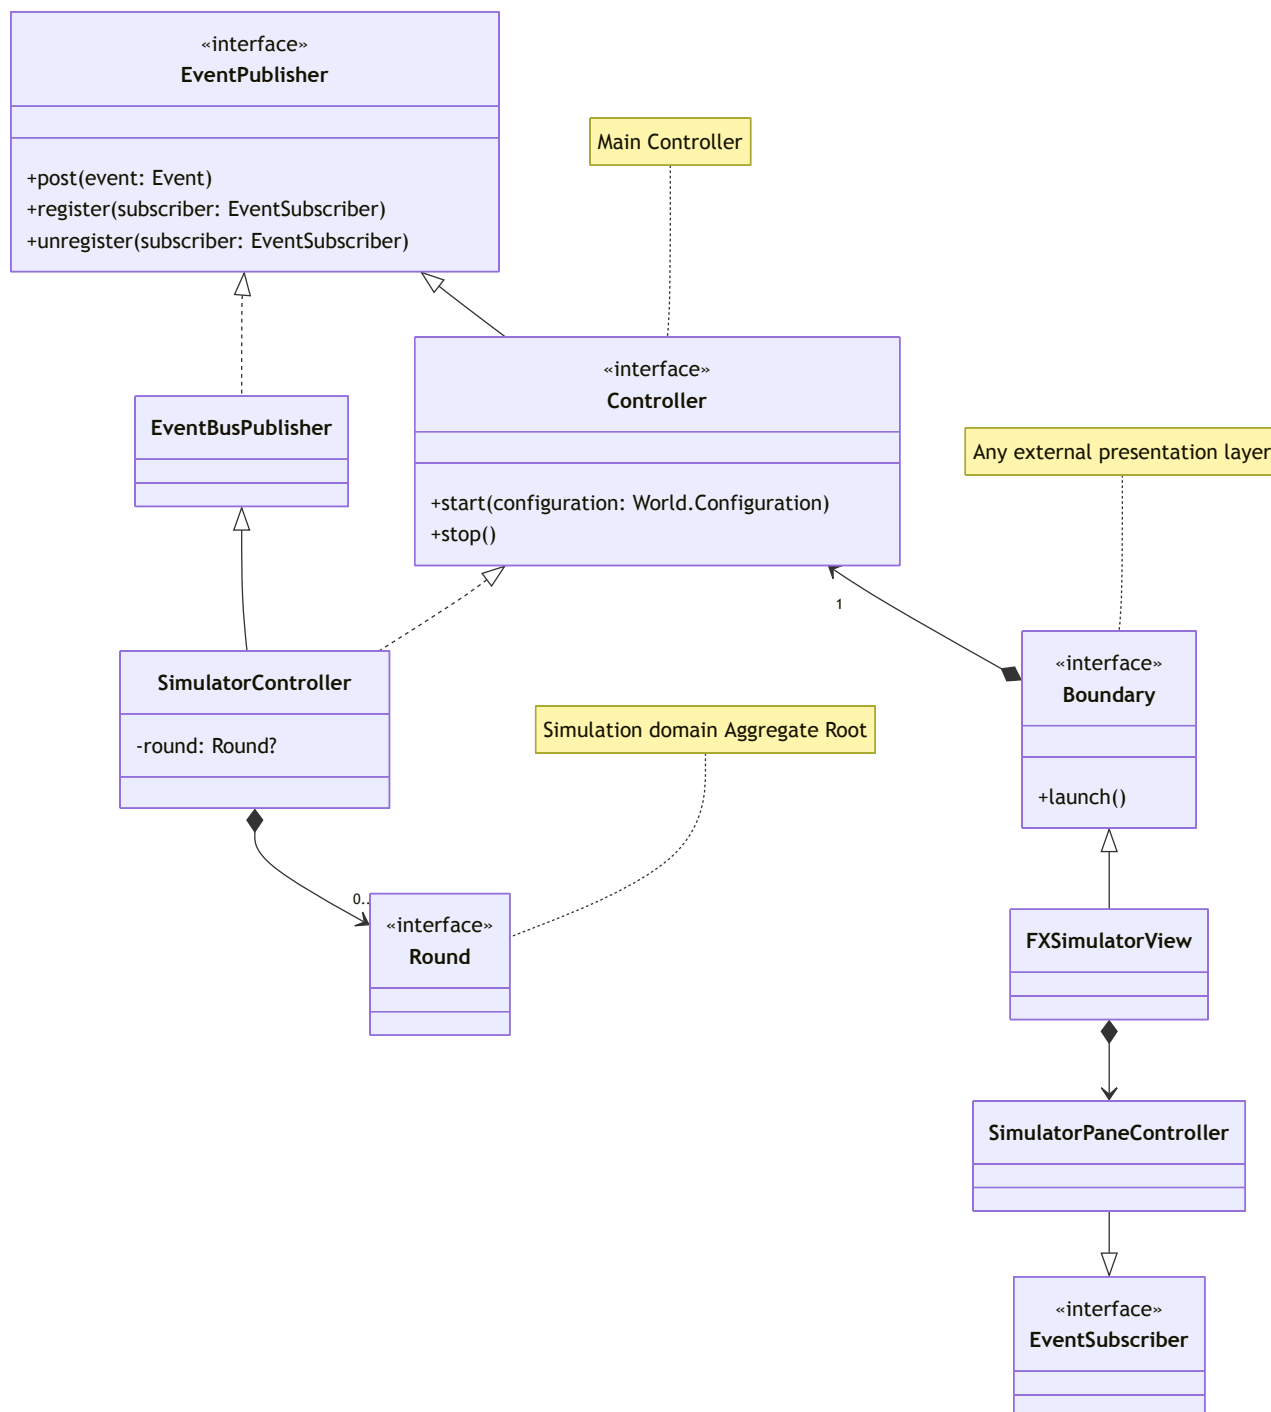 «interface»
EventPublisher
+post(event: Event)
+register(subscriber: EventSubscriber)
+unregister(subscriber: EventSubscriber)
Main Controller
«interface»
Controller
+start(configuration: World.Configuration)
+stop()
EventBusPublisher
Any external presentation layer
1
«interface»
Boundary
+launch()
SimulatorController
-round: Round?
Simulation domain Aggregate Root
0..
«interface»
Round
FXSimulatorView
SimulatorPaneController
«interface»
EventSubscriber